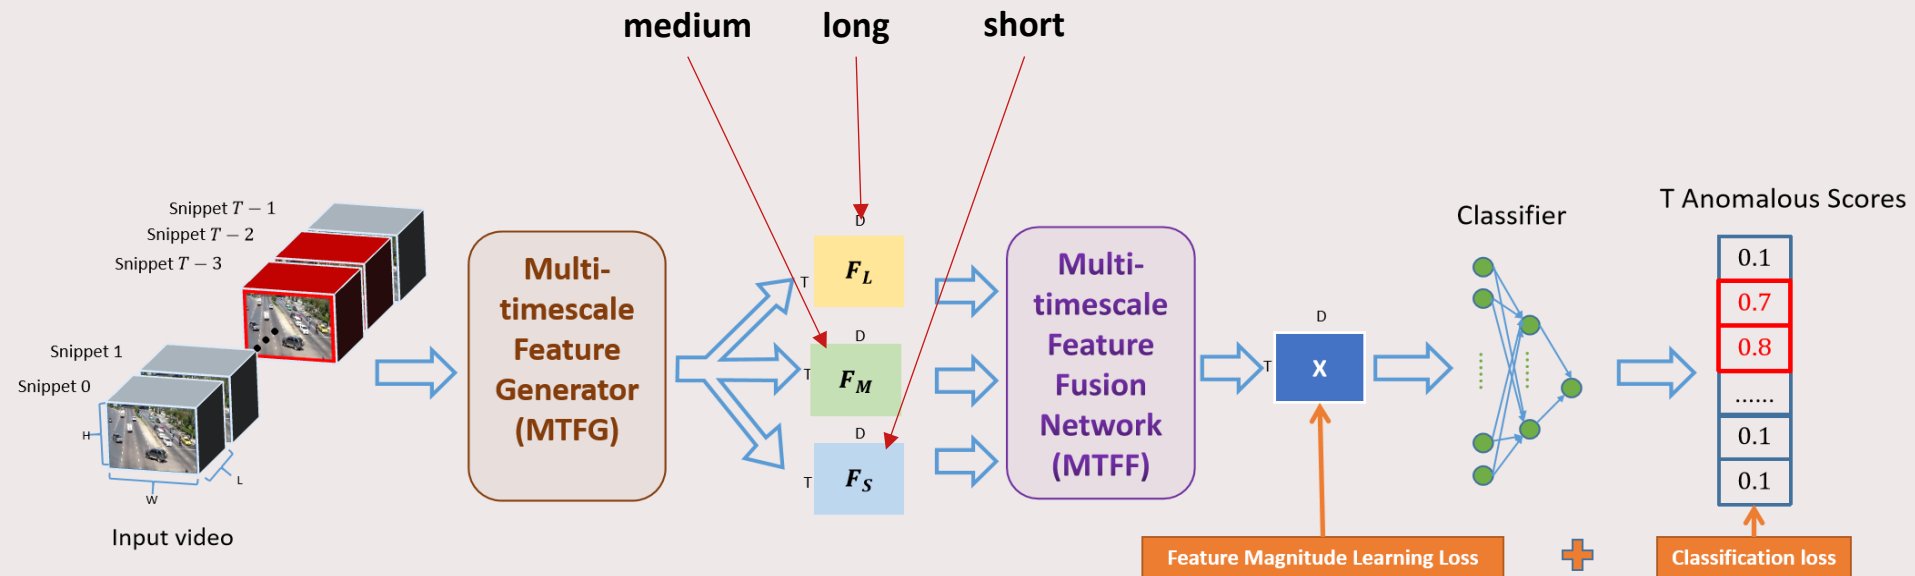 medium
long
short
Snippet T − 1
Snippet T − 2
Snippet T − 3
Snippet 1
Snippet 0
H
W
L
Input video
Multi-
timescale
Feature
Generator
(MTFG)
D
T
F_L
D
T
F_M
D
T
F_S
Multi-
timescale
Feature
Fusion
Network
(MTFF)
D
T
X
Feature Magnitude Learning Loss
Classifier
T Anomalous Scores
0.1
0.7
0.8
......
0.1
0.1
Classification loss